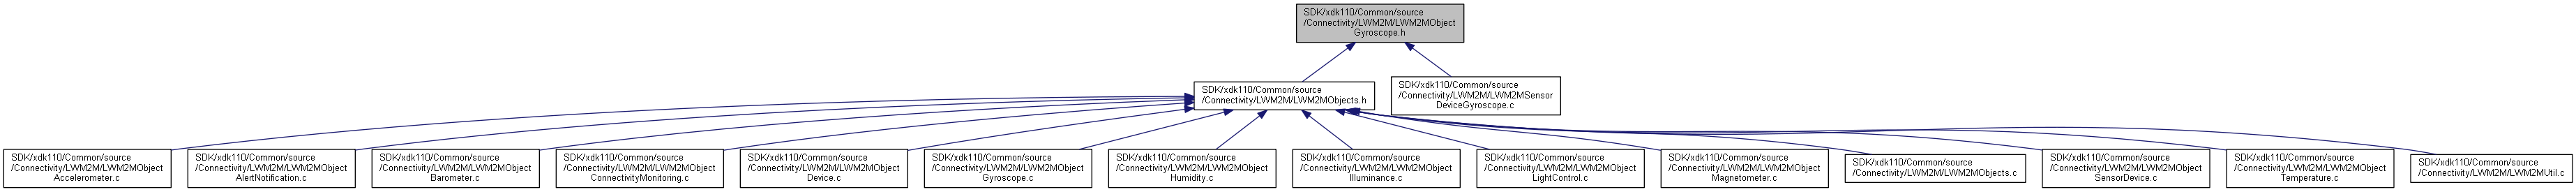 SDK/xdk110/Common/source
/Connectivity/LWM2M/LWM2MObject
Gyroscope.h
SDK/xdk110/Common/source
/Connectivity/LWM2M/LWM2MObjects.h
SDK/xdk110/Common/source
/Connectivity/LWM2M/LWM2MSensor
DeviceGyroscope.c
SDK/xdk110/Common/source
/Connectivity/LWM2M/LWM2MObject
Accelerometer.c
SDK/xdk110/Common/source
/Connectivity/LWM2M/LWM2MObject
AlertNotification.c
SDK/xdk110/Common/source
/Connectivity/LWM2M/LWM2MObject
Barometer.c
SDK/xdk110/Common/source
/Connectivity/LWM2M/LWM2MObject
ConnectivityMonitoring.c
SDK/xdk110/Common/source
/Connectivity/LWM2M/LWM2MObject
Device.c
SDK/xdk110/Common/source
/Connectivity/LWM2M/LWM2MObject
Gyroscope.c
SDK/xdk110/Common/source
/Connectivity/LWM2M/LWM2MObject
Humidity.c
SDK/xdk110/Common/source
/Connectivity/LWM2M/LWM2MObject
Illuminance.c
SDK/xdk110/Common/source
/Connectivity/LWM2M/LWM2MObject
LightControl.c
SDK/xdk110/Common/source
/Connectivity/LWM2M/LWM2MObject
Magnetometer.c
SDK/xdk110/Common/source
/Connectivity/LWM2M/LWM2MObjects.c
SDK/xdk110/Common/source
/Connectivity/LWM2M/LWM2MObject
SensorDevice.c
SDK/xdk110/Common/source
/Connectivity/LWM2M/LWM2MObject
Temperature.c
SDK/xdk110/Common/source
/Connectivity/LWM2M/LWM2MUtil.c